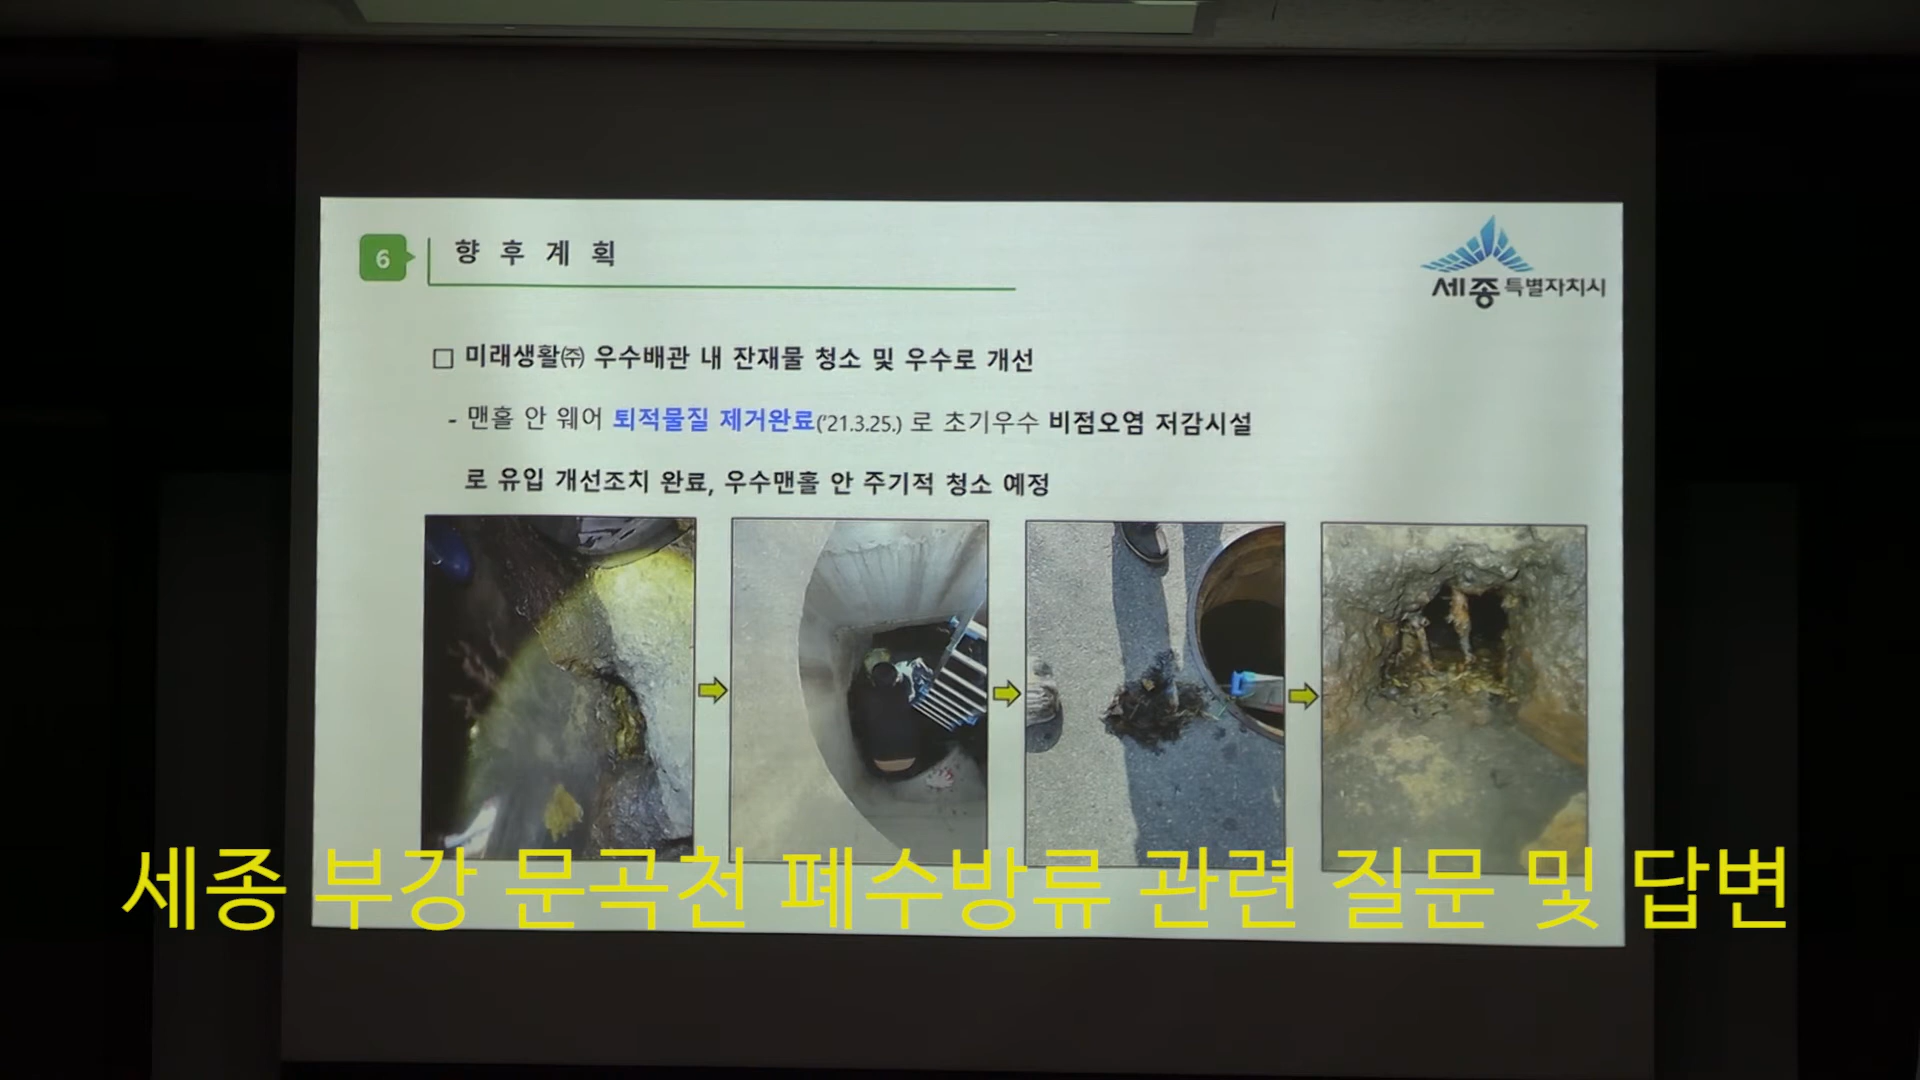 6
향 후 계 획
세종특별자치시
□ 미래생활㈜ 우수배관 내 잔재물 청소 및 우수로 개선
- 맨홀 안 웨어 퇴적물질 제거완료('21.3.25.) 로 초기우수 비점오염 저감시설
로 유입 개선조치 완료, 우수맨홀 안 주기적 청소 예정
세종 부강 문곡천 폐수방류 관련 질문 및 답변